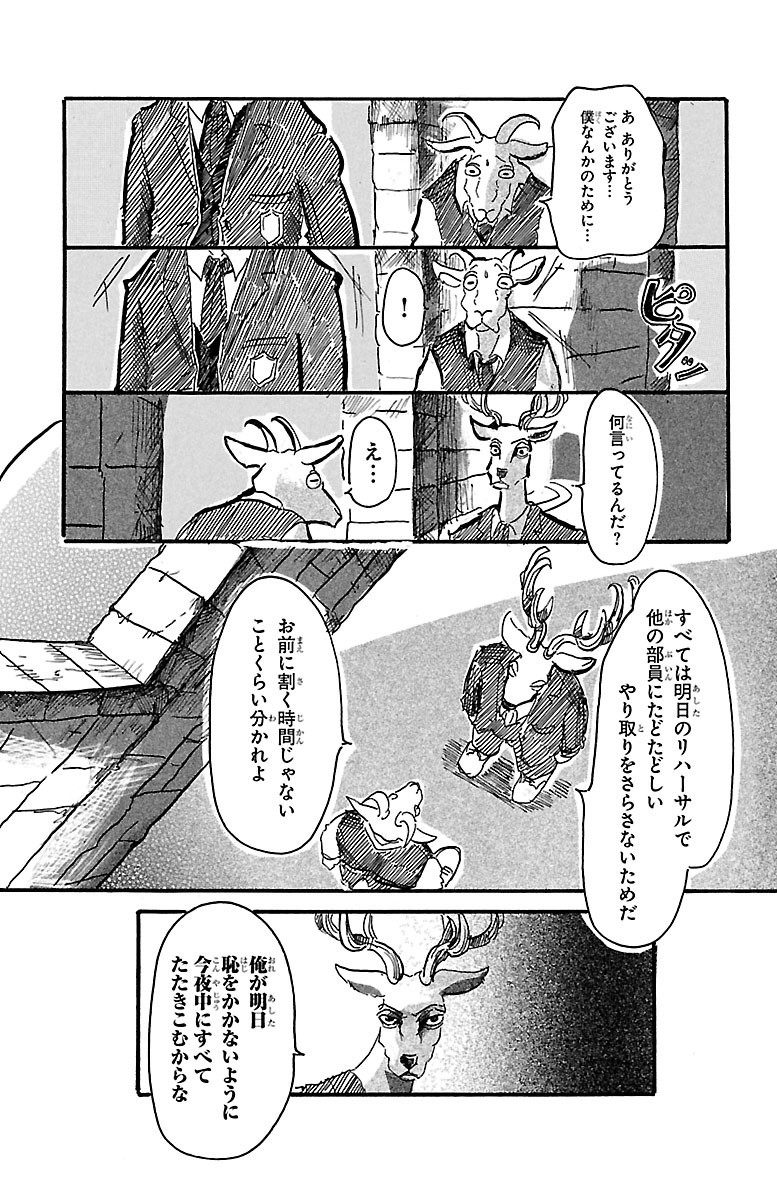 あ ありがとう
ございます…
僕なんかのために…
ピタッ
！
何言ってるんだ？
え…
すべては明日のリハーサルで
他の部員にたどたどしい
やり取りをさらさないためだ
お前に割く時間じゃない
ことくらい分かれよ
俺が明日
恥をかかないように
今夜中にすべて
たたきこむからな